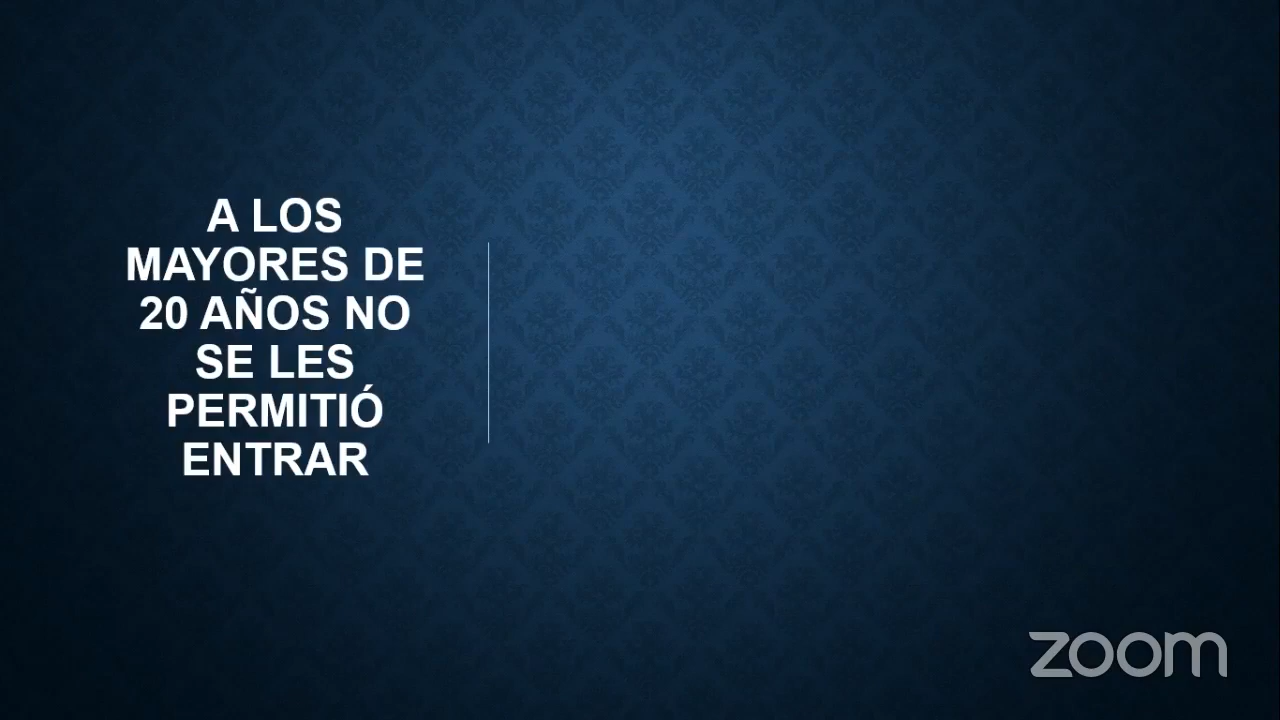 A LOS
MAYORES DE
20 AÑOS NO
SE LES
PERMITIÓ
ENTRAR
zoom